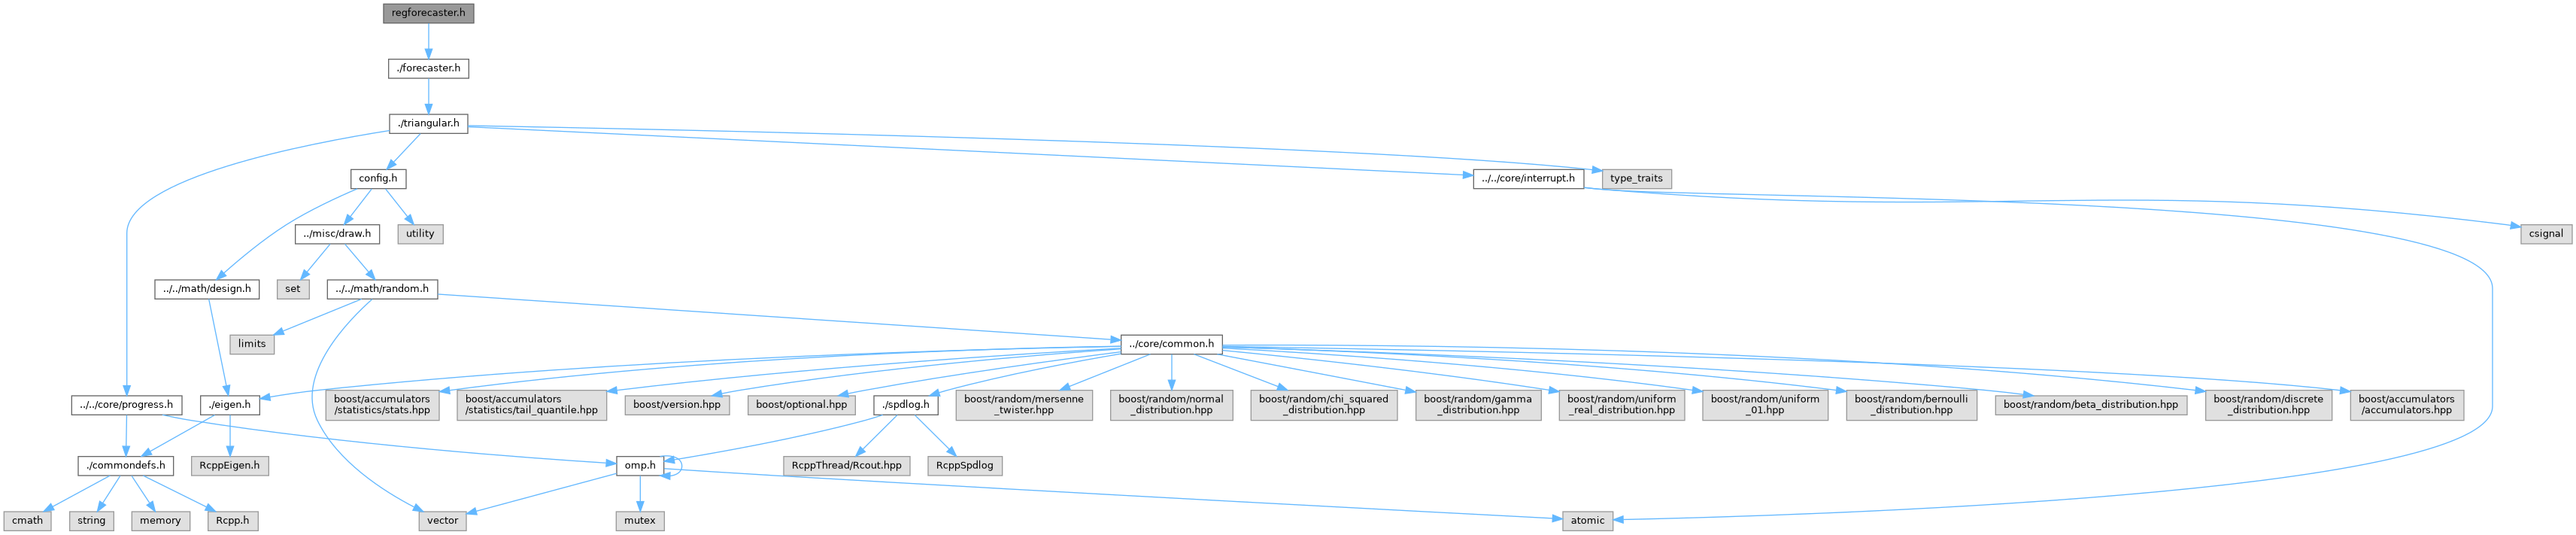 regforecaster.h
./forecaster.h
./triangular.h
config.h
../../core/interrupt.h
type_traits
../misc/draw.h
utility
csignal
../../math/design.h
set
../../math/random.h
limits
../core/common.h
../../core/progress.h
./eigen.h
boost/accumulators
/statistics/stats.hpp
boost/accumulators
/statistics/tail_quantile.hpp
boost/version.hpp
boost/optional.hpp
./spdlog.h
boost/random/mersenne
_twister.hpp
boost/random/normal
_distribution.hpp
boost/random/chi_squared
_distribution.hpp
boost/random/gamma
_distribution.hpp
boost/random/uniform
_real_distribution.hpp
boost/random/uniform
_01.hpp
boost/random/bernoulli
_distribution.hpp
boost/random/beta_distribution.hpp
boost/random/discrete
_distribution.hpp
boost/accumulators
/accumulators.hpp
./commondefs.h
RcppEigen.h
omp.h
RcppThread/Rcout.hpp
RcppSpdlog
cmath
string
memory
Rcpp.h
vector
mutex
atomic